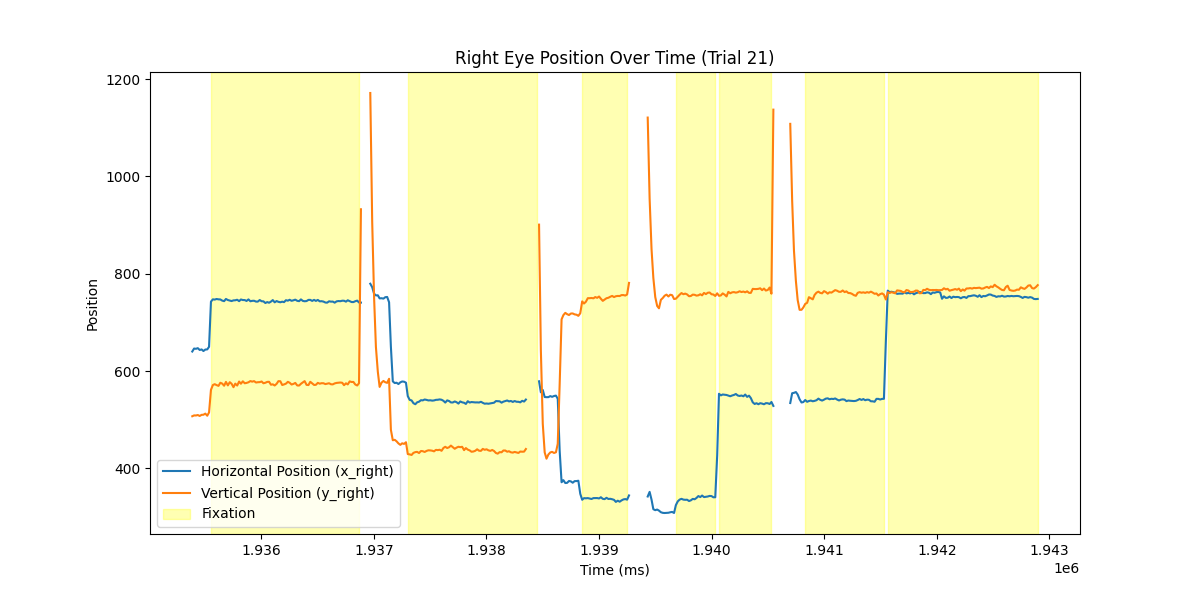 Right Eye Position Over Time (Trial 21)
1200
1000
800
600
400
Position
Horizontal Position (x_right)
Vertical Position (y_right)
Fixation
1.936 1.937 1.938 1.939 1.940 1.941 1.942 1.943
1e6
Time (ms)